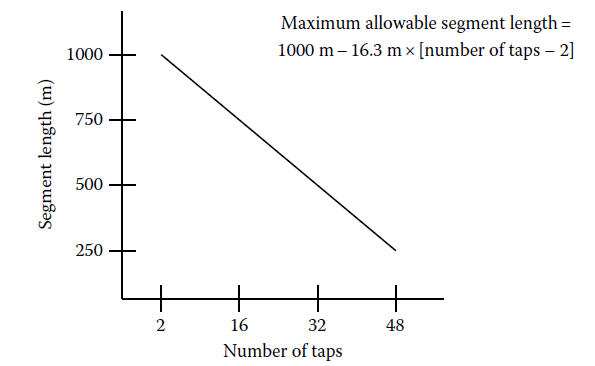 Maximum allowable segment length =
1000 m – 16.3 m × [number of taps – 2]
1000
750
500
250
Segment length (m)
2 16 32 48
Number of taps